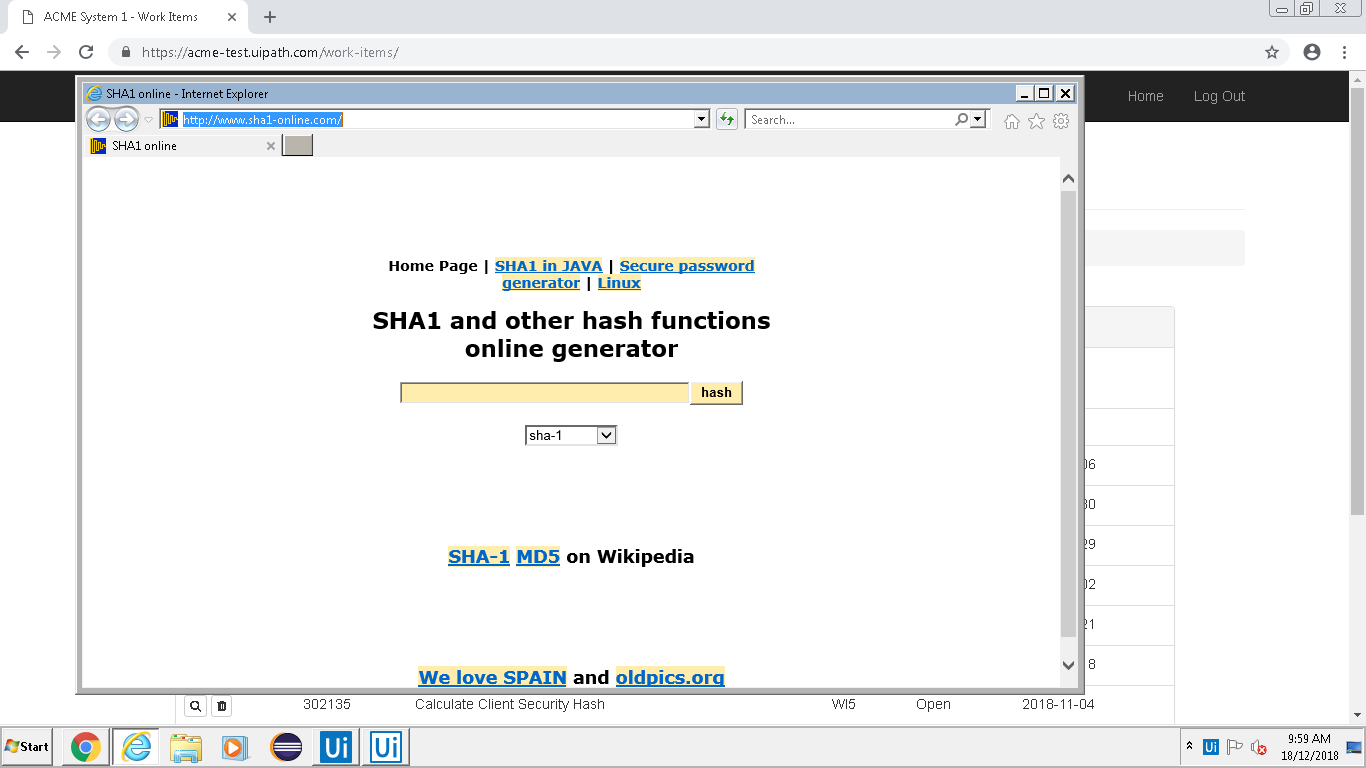 ACME System 1 - Work Items
https://acme-test.uipath.com/work-items/
Home Log Out
SHA1 online - Internet Explorer
http://www.sha1-online.com/
Search...
SHA1 online
Home Page | SHA1 in JAVA | Secure password
generator | Linux
SHA1 and other hash functions
online generator
hash
sha-1
06
30
29
SHA-1 MD5 on Wikipedia
02
21
8
We love SPAIN and oldpics.org
302135 Calculate Client Security Hash WI5 Open 2018-11-04
Start
Ui
Ui
Ui
9:59 AM
18/12/2018